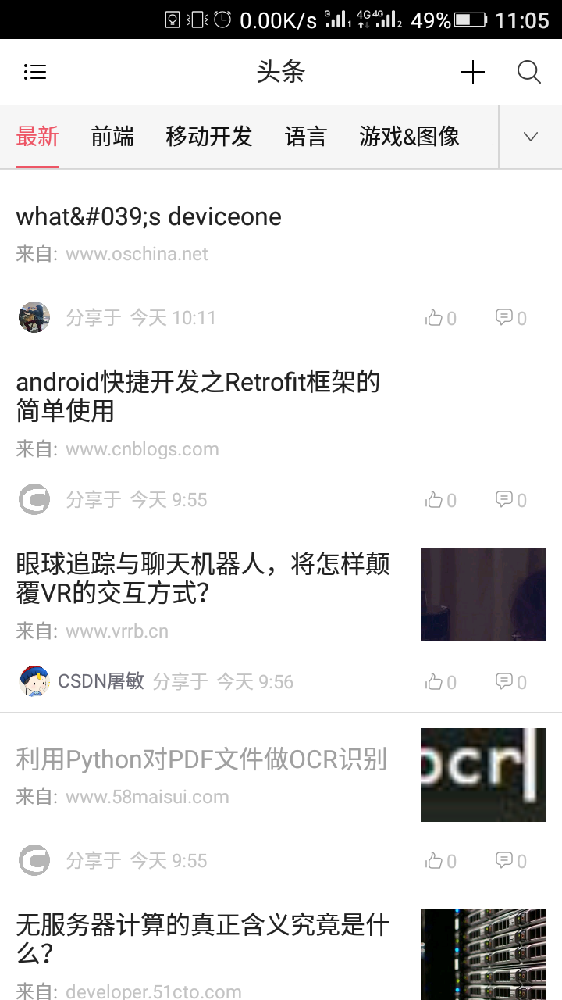 0.00K/s G 1 4G 4G 2 49% 11:05
头条
最新 前端 移动开发 语言 游戏&图像
what&#039;s deviceone
来自: www.oschina.net
分享于 今天 10:11 0 0
android快捷开发之Retrofit框架的
简单使用
来自: www.cnblogs.com
分享于 今天 9:55 0 0
眼球追踪与聊天机器人，将怎样颠
覆VR的交互方式？
来自: www.vrrb.cn
CSDN屠敏 分享于 今天 9:56 0 0
利用Python对PDF文件做OCR识别
ocr
来自: www.58maisui.com
分享于 今天 9:55 0 0
无服务器计算的真正含义究竟是什
么？
来自: developer.51cto.com